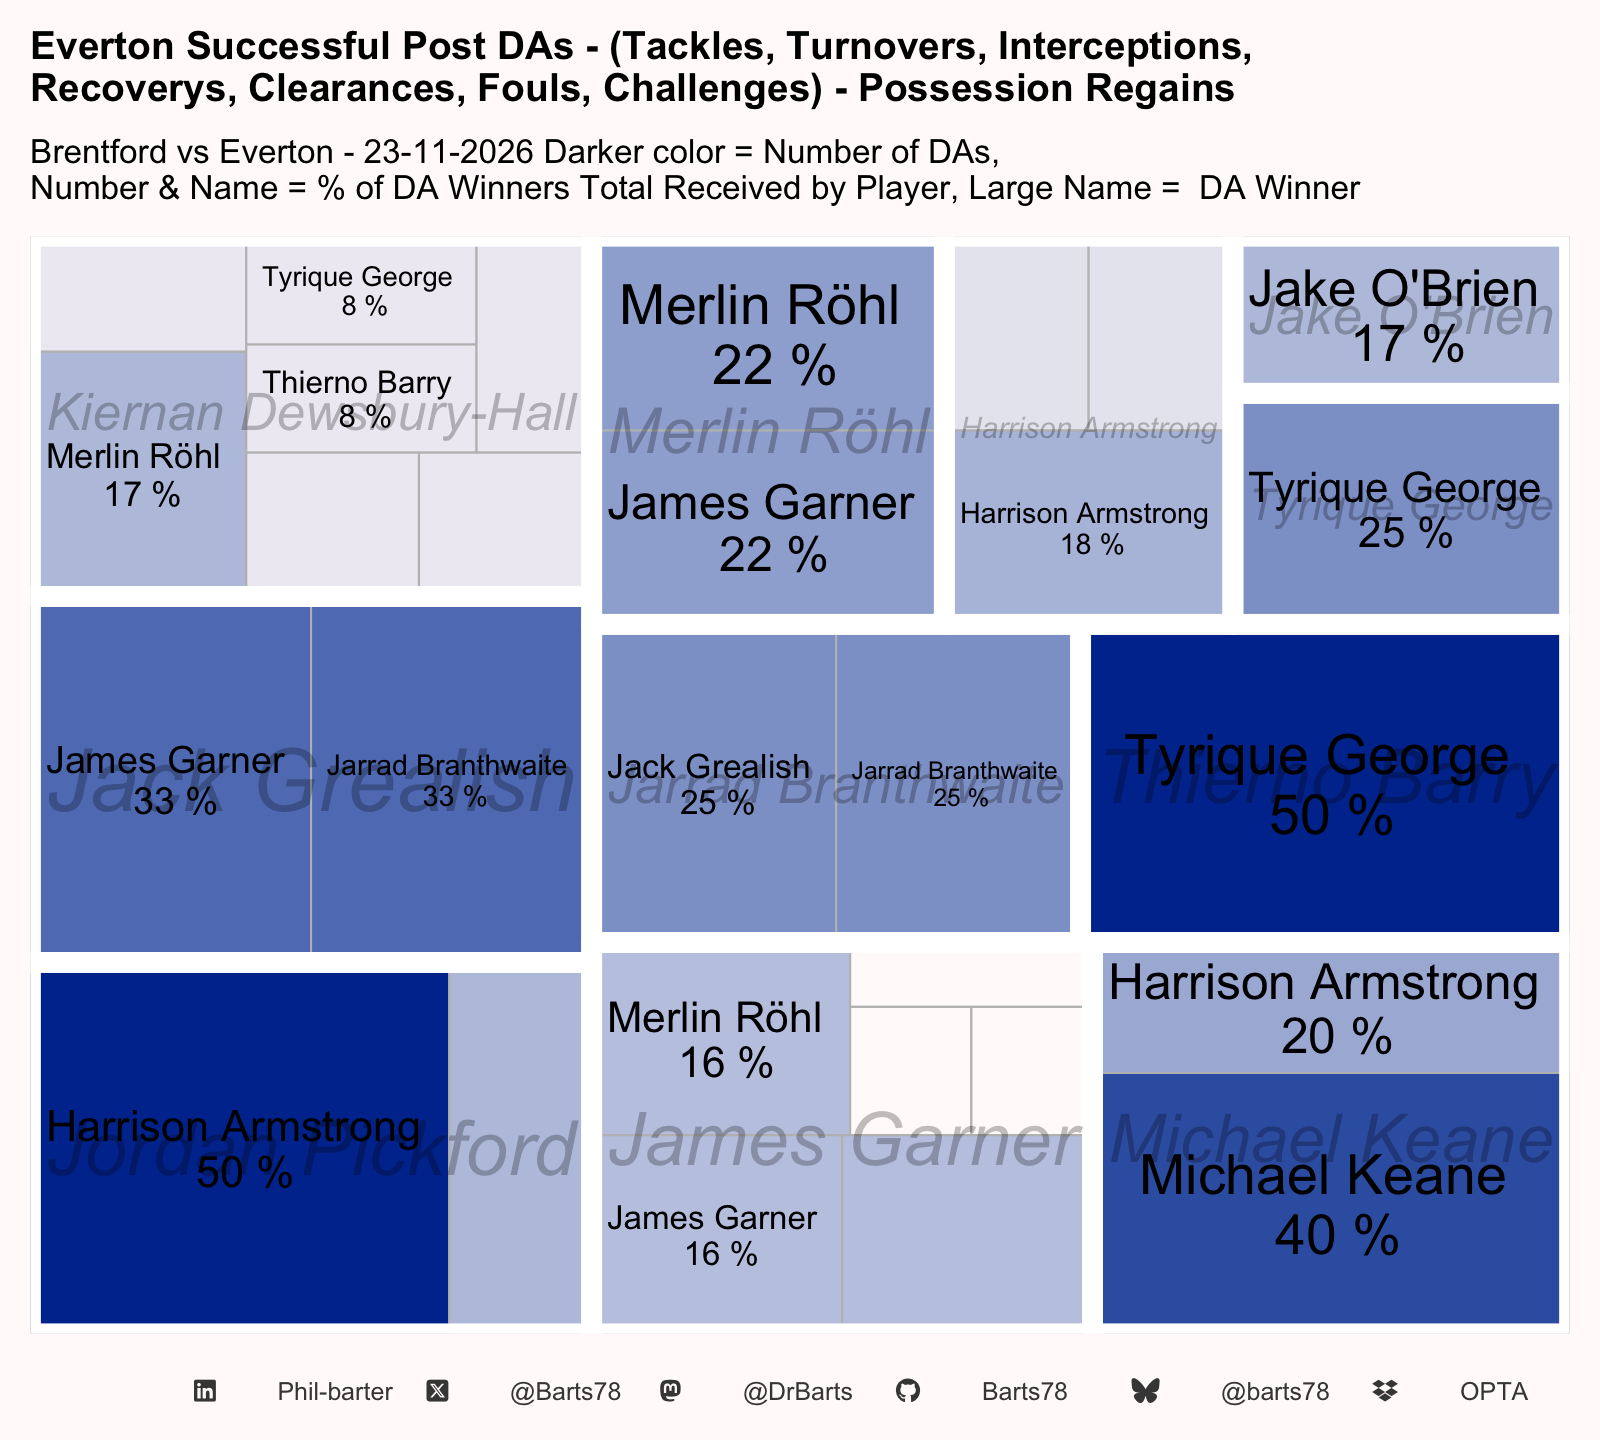 Everton Successful Post DAs - (Tackles, Turnovers, Interceptions,
Recoverys, Clearances, Fouls, Challenges) - Possession Regains
Brentford vs Everton - 23-11-2026 Darker color = Number of DAs,
Number & Name = % of DA Winners Total Received by Player, Large Name =  DA Winner
Kiernan Dewsbury-Hall
Tyrique George
8 %
Thierno Barry
8 %
Merlin Röhl
17 %
Merlin Röhl
Merlin Röhl
22 %
James Garner
22 %
Harrison Armstrong
Harrison Armstrong
18 %
Jake O'Brien
Jake O'Brien
17 %
Tyrique George
Tyrique George
25 %
Jack Grealish
James Garner
33 %
Jarrad Branthwaite
33 %
Jarrad Branthwaite
Jack Grealish
25 %
Jarrad Branthwaite
25 %
Thierno Barry
Tyrique George
50 %
Jordan Pickford
Harrison Armstrong
50 %
James Garner
Merlin Röhl
16 %
James Garner
16 %
Harrison Armstrong
20 %
Michael Keane
Michael Keane
40 %
Phil-barter
@Barts78
@DrBarts
Barts78
@barts78
OPTA